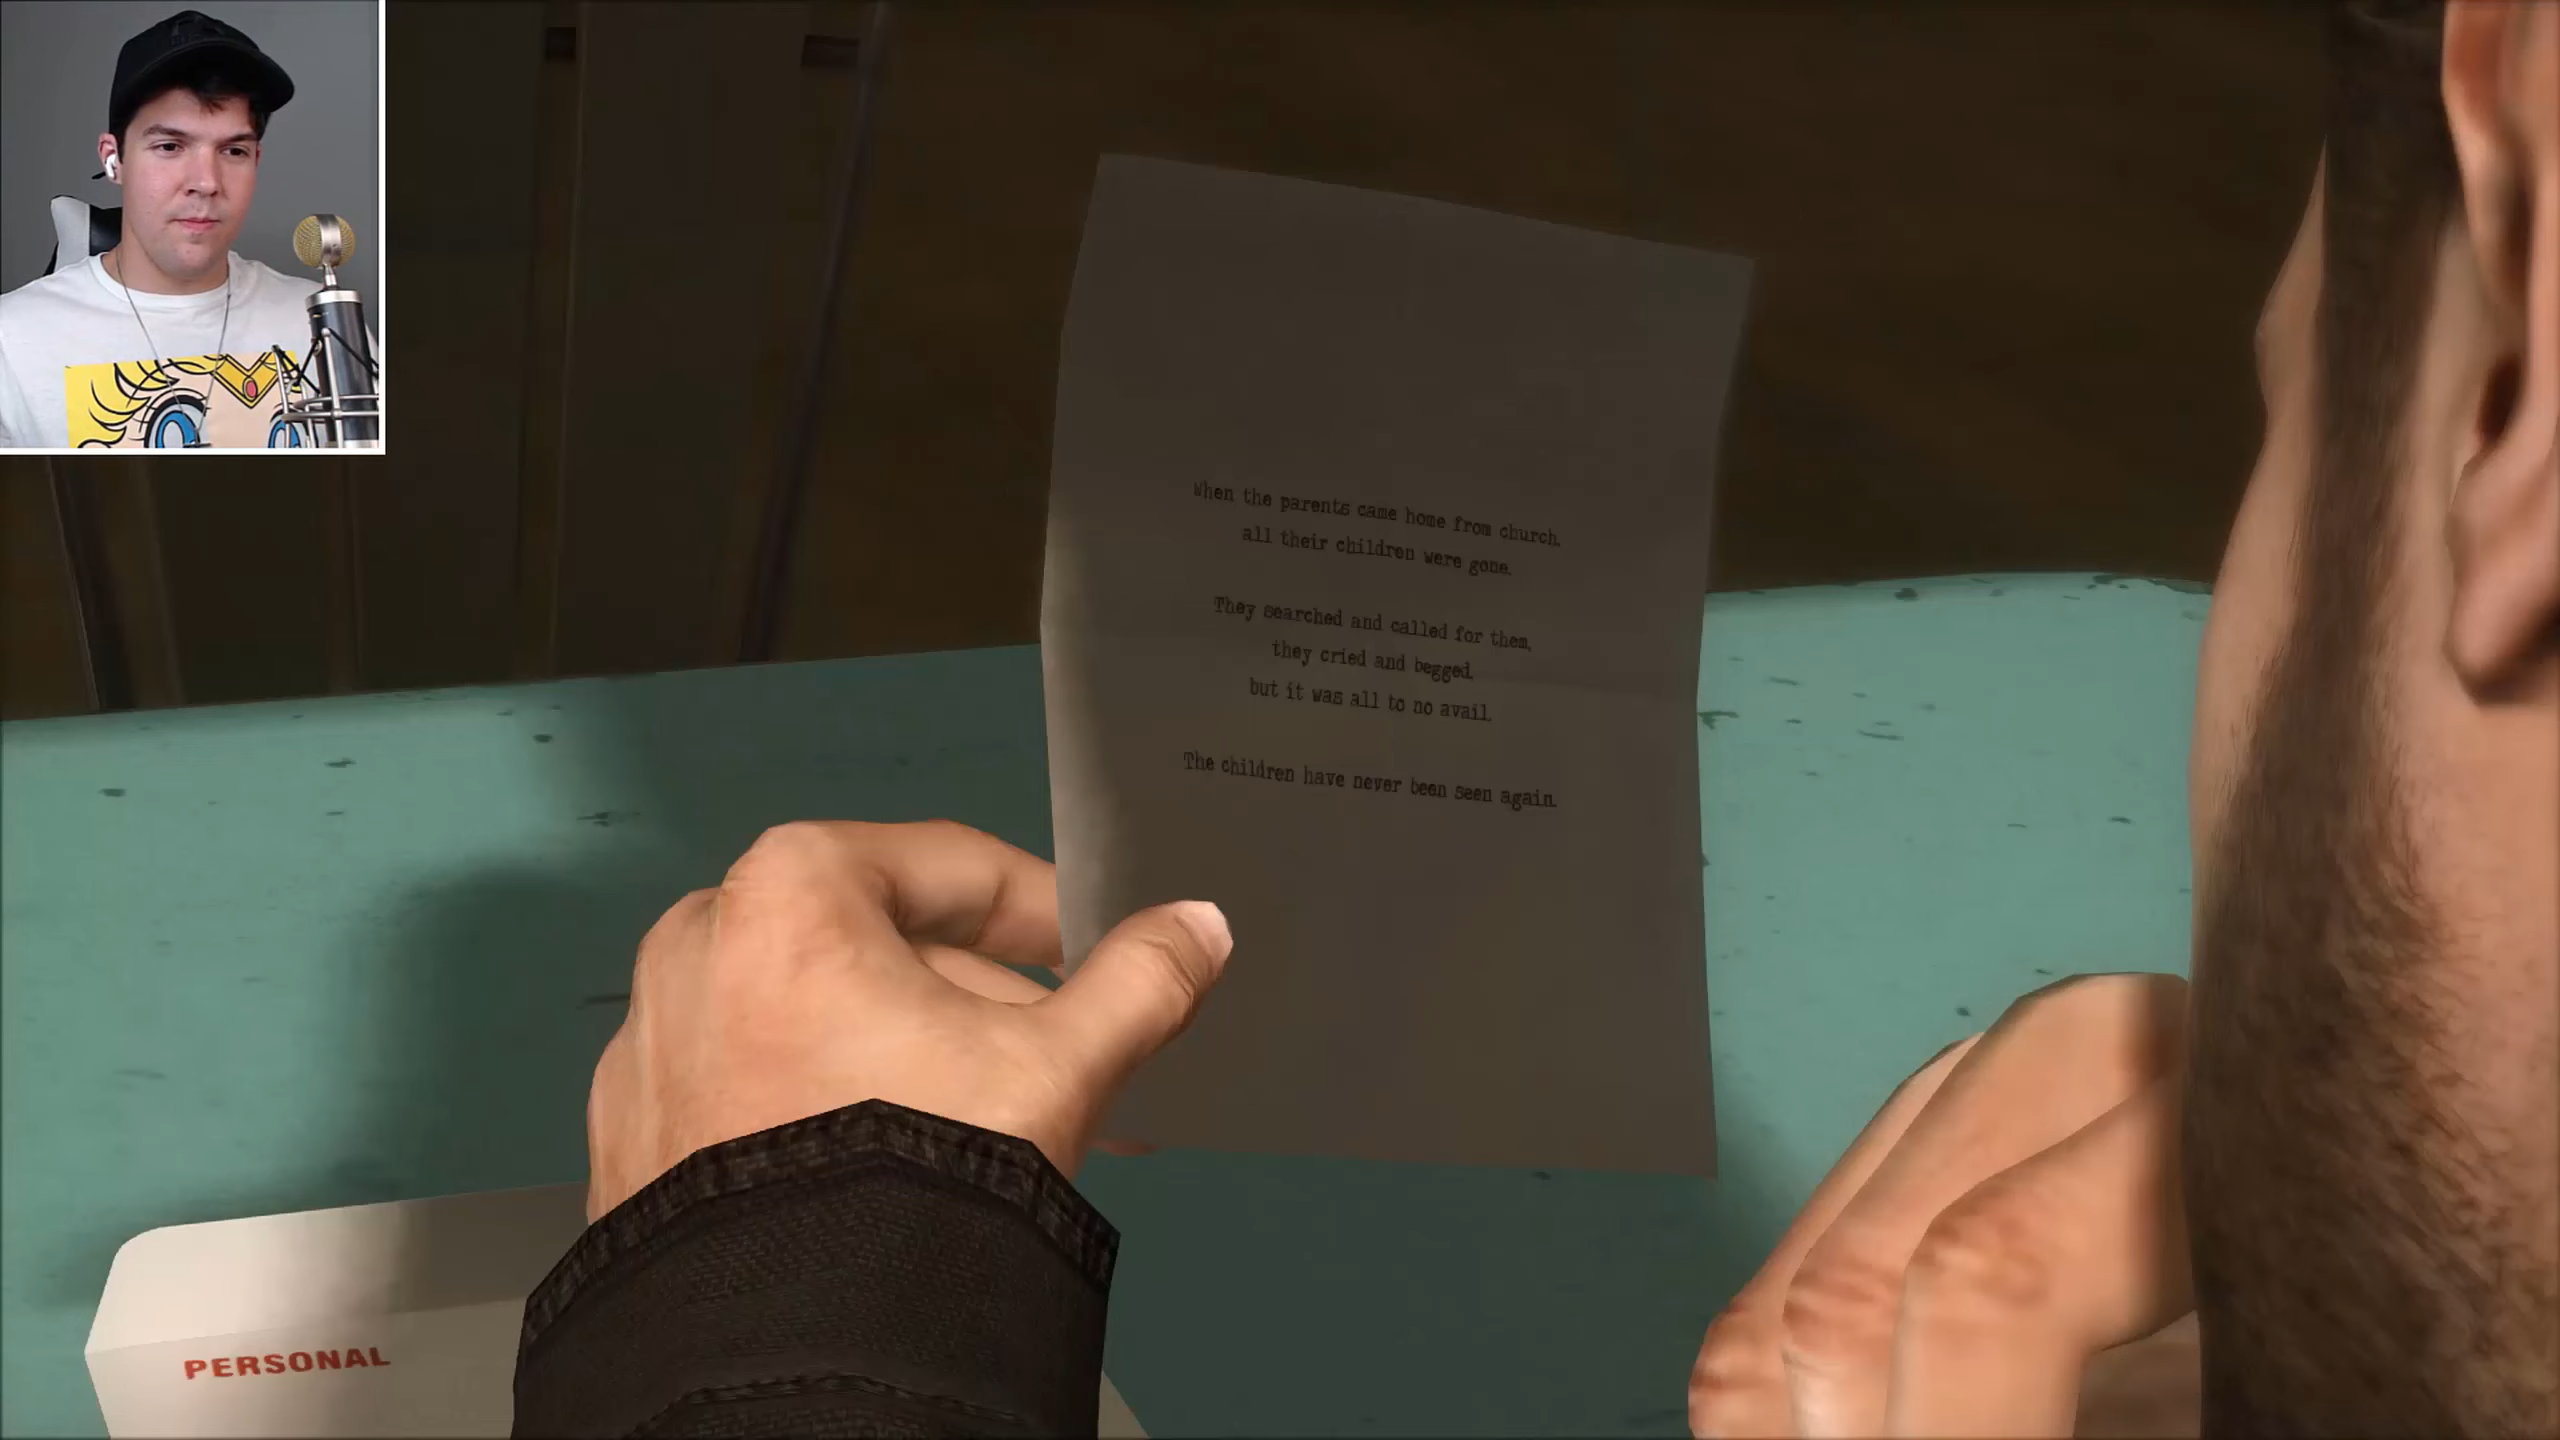 When the parents came home from church,
all their children were gone.
They searched and called for them,
they cried and begged.
but it was all to no avail.
The children have never been seen again.
PERSONAL